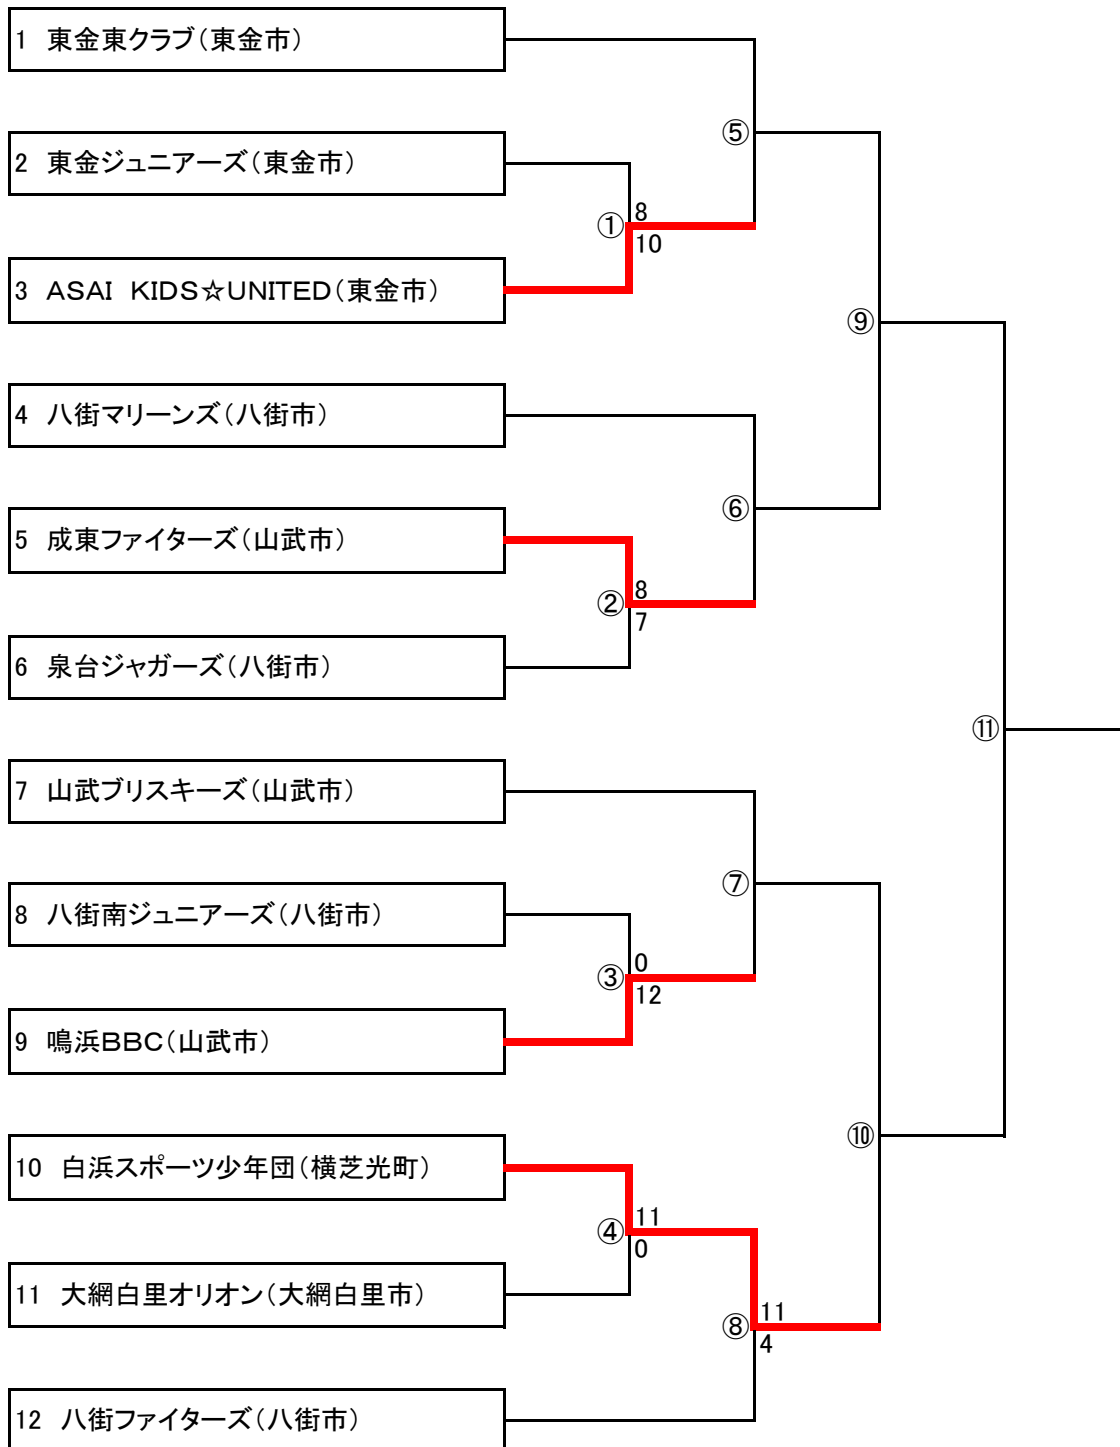 1 東金東クラブ(東金市)
⑤
2 東金ジュニアーズ(東金市)
8
①
10
3 ASAI KIDS☆UNITED(東金市)
⑨
4 八街マリーンズ(八街市)
⑥
5 成東ファイターズ(山武市)
8
②
7
6 泉台ジャガーズ(八街市)
⑪
7 山武ブリスキーズ(山武市)
⑦
8 八街南ジュニアーズ(八街市)
0
③
12
9 鳴浜BBC(山武市)
⑩
10 白浜スポーツ少年団(横芝光町)
11
④
0
11 大網白里オリオン(大網白里市)
11
⑧
4
12 八街ファイターズ(八街市)